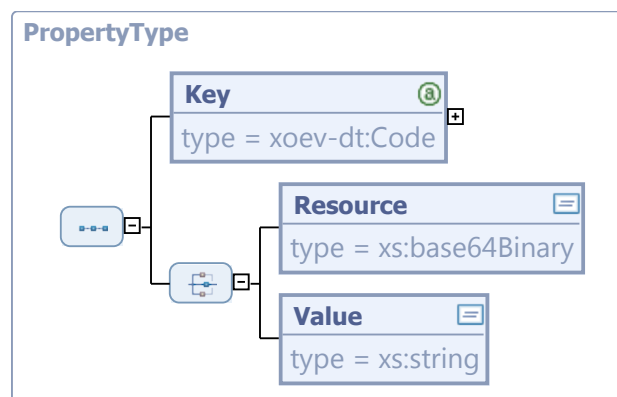 PropertyType
Key
type = xoev-dt:Code
Resource
type = xs:base64Binary
Value
type = xs:string